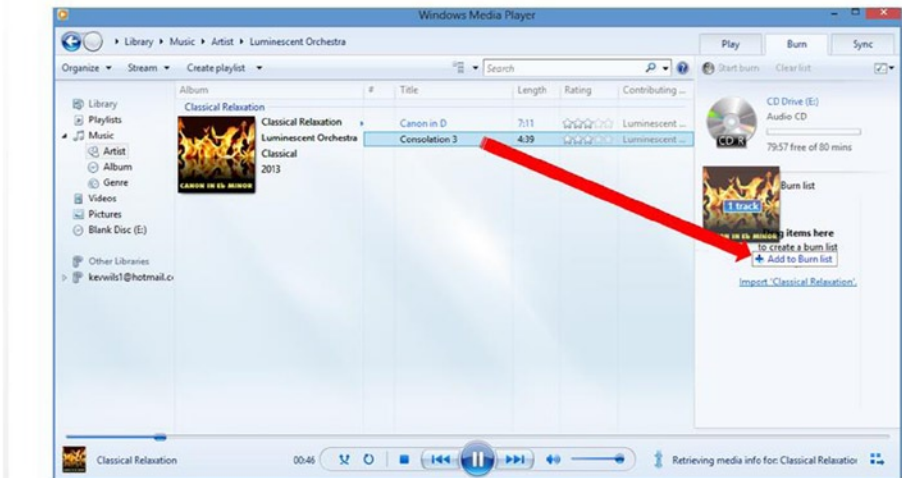 Windows Media Player
Library ▸ Music ▸ Artist ▸ Luminescent Orchestra
Play Burn Sync
Organize Stream Create playlist Search Start burn Clear list
Album # Title Length Rating Contributing ...
Library
Playlists
Music
Artist
Album
Genre
Videos
Pictures
Blank Disc (E:)
Other Libraries
kevwils1@hotmail.c
Classical Relaxation
CANON IN Eb MINOR
Classical Relaxation
Luminescent Orchestra
Classical
2013
Canon in D 7:11 Luminescent ...
Consolation 3 4:39 Luminescent ...
CD Drive (E:)
Audio CD
CD-R
79:57 free of 80 mins
Burn list
1 track
items here
to create a burn list
Add to Burn list
Import 'Classical Relaxation'.
Classical Relaxation 00:46 Retrieving media info for: Classical Relaxation